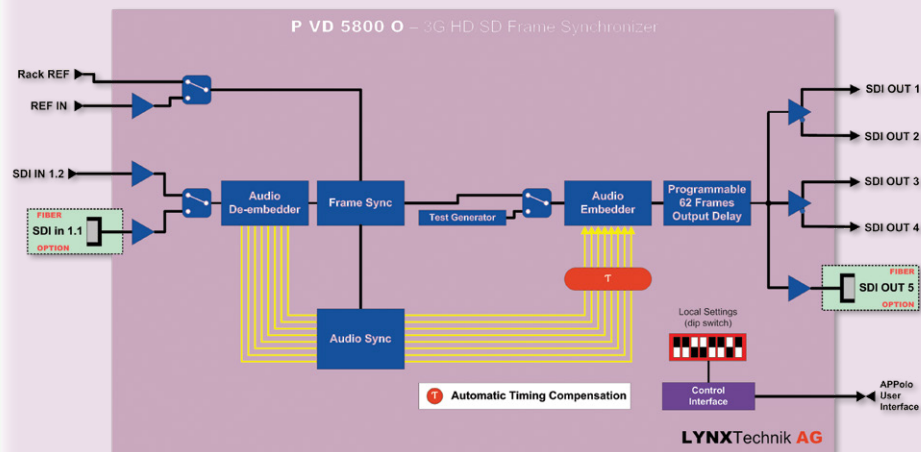 P VD 5800 O – 3G HD SD Frame Synchronizer
Rack REF
REF IN
SDI IN 1.2
FIBER
SDI in 1.1
OPTION
Audio
De-embedder
Frame Sync
Test Generator
Audio
Embedder
Programmable
62 Frames
Output Delay
SDI OUT 1
SDI OUT 2
SDI OUT 3
SDI OUT 4
FIBER
SDI OUT 5
OPTION
τ
Audio Sync
Local Settings
(dip switch)
Control
Interface
APPolo
User
Interface
τ Automatic Timing Compensation
LYNXTechnik AG